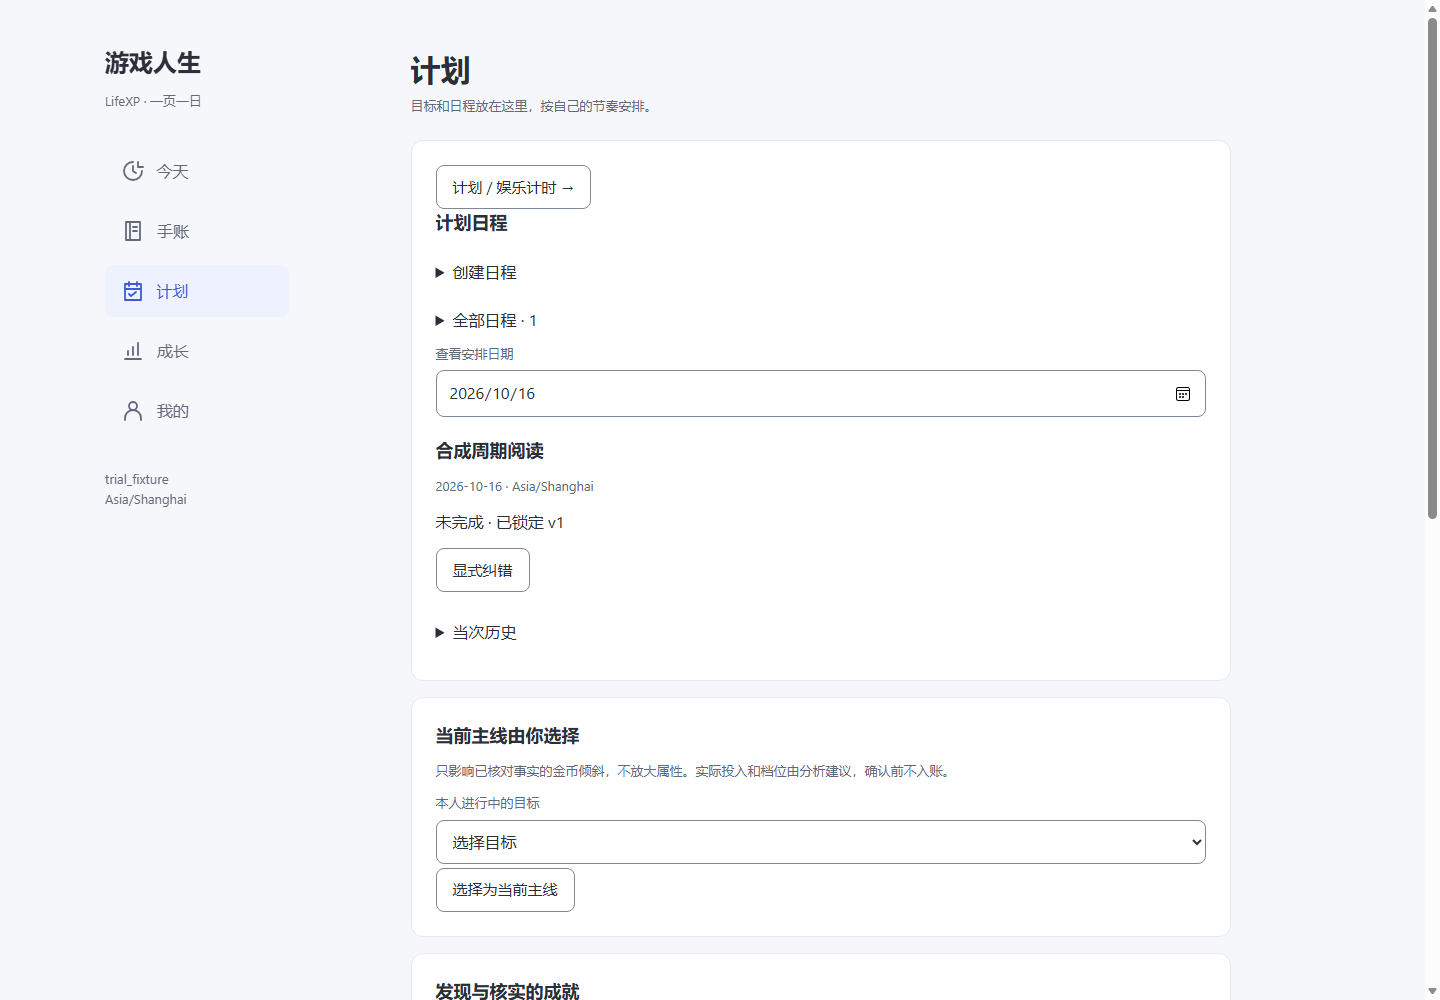 游戏人生
LifeXP · 一页一日
今天
手账
计划
成长
我的
trial_fixture
Asia/Shanghai
计划
目标和日程放在这里，按自己的节奏安排。
计划 / 娱乐计时 →
计划日程
▶ 创建日程
▶ 全部日程 · 1
查看安排日期
2026/10/16
合成周期阅读
2026-10-16 · Asia/Shanghai
未完成 · 已锁定 v1
显式纠错
▶ 当次历史
当前主线由你选择
只影响已核对事实的金币倾斜，不放大属性。实际投入和档位由分析建议，确认前不入账。
本人进行中的目标
选择目标
选择为当前主线
发现与核实的成就